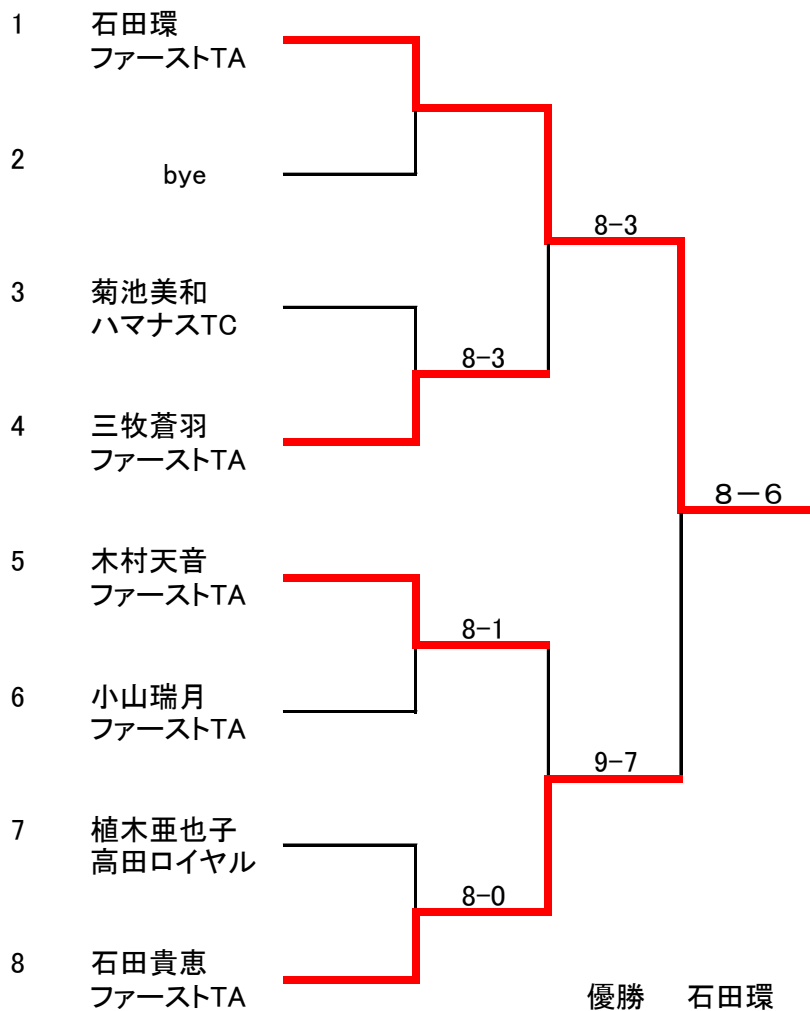 1 石田環
ファーストTA
2 bye
8-3
3 菊池美和
ハマナスTC
8-3
4 三牧蒼羽
ファーストTA
8－6
5 木村天音
ファーストTA
8-1
6 小山瑞月
ファーストTA
9-7
7 植木亜也子
高田ロイヤル
8-0
8 石田貴恵
ファーストTA
優勝 石田環